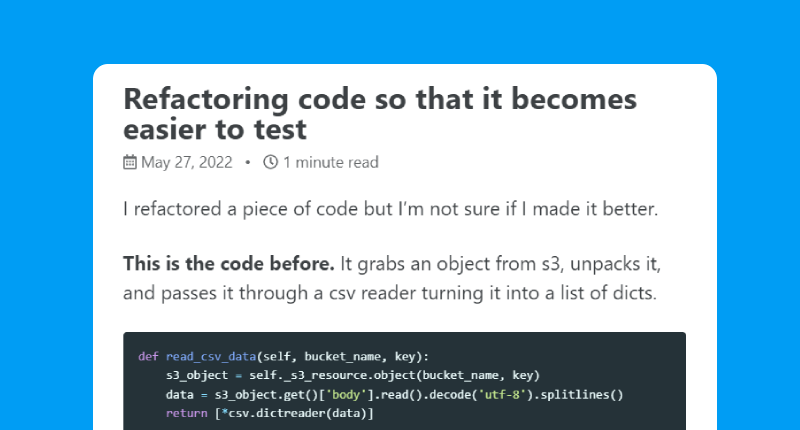 Refactoring code so that it becomes
easier to test
May 27, 2022 • 1 minute read
I refactored a piece of code but I'm not sure if I made it better.
This is the code before. It grabs an object from s3, unpacks it,
and passes it through a csv reader turning it into a list of dicts.
def read_csv_data(self, bucket_name, key):
    s3_object = self._s3_resource.object(bucket_name, key)
    data = s3_object.get()['body'].read().decode('utf-8').splitlines()
    return [*csv.dictreader(data)]